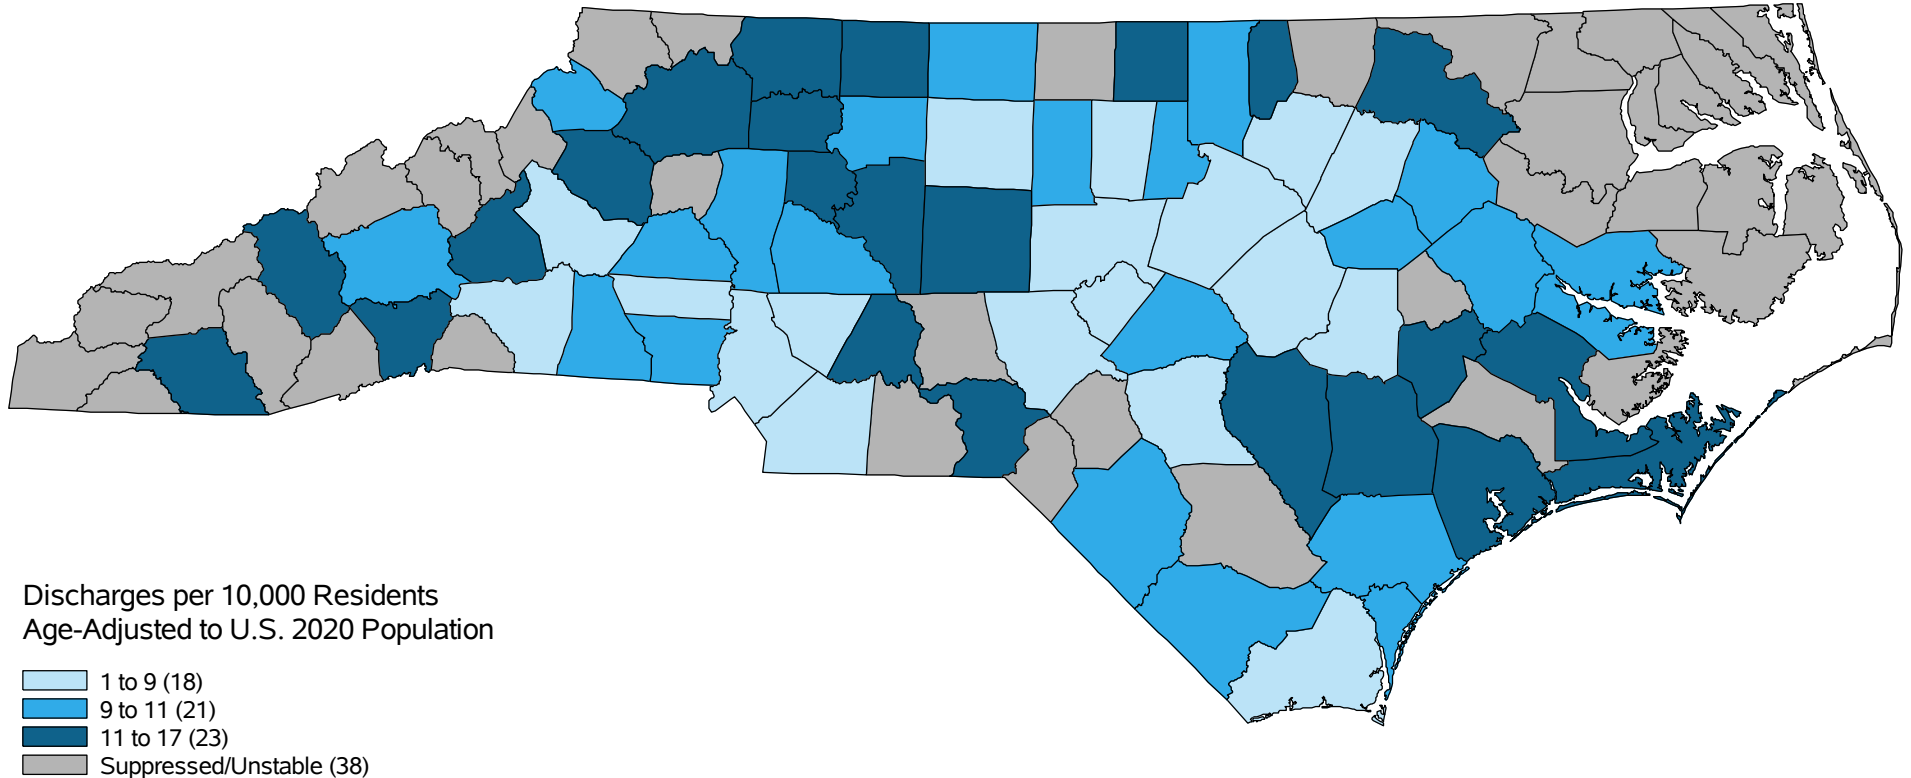 Discharges per 10,000 Residents
Age-Adjusted to U.S. 2020 Population
1 to 9 (18)
9 to 11 (21)
11 to 17 (23)
Suppressed/Unstable (38)